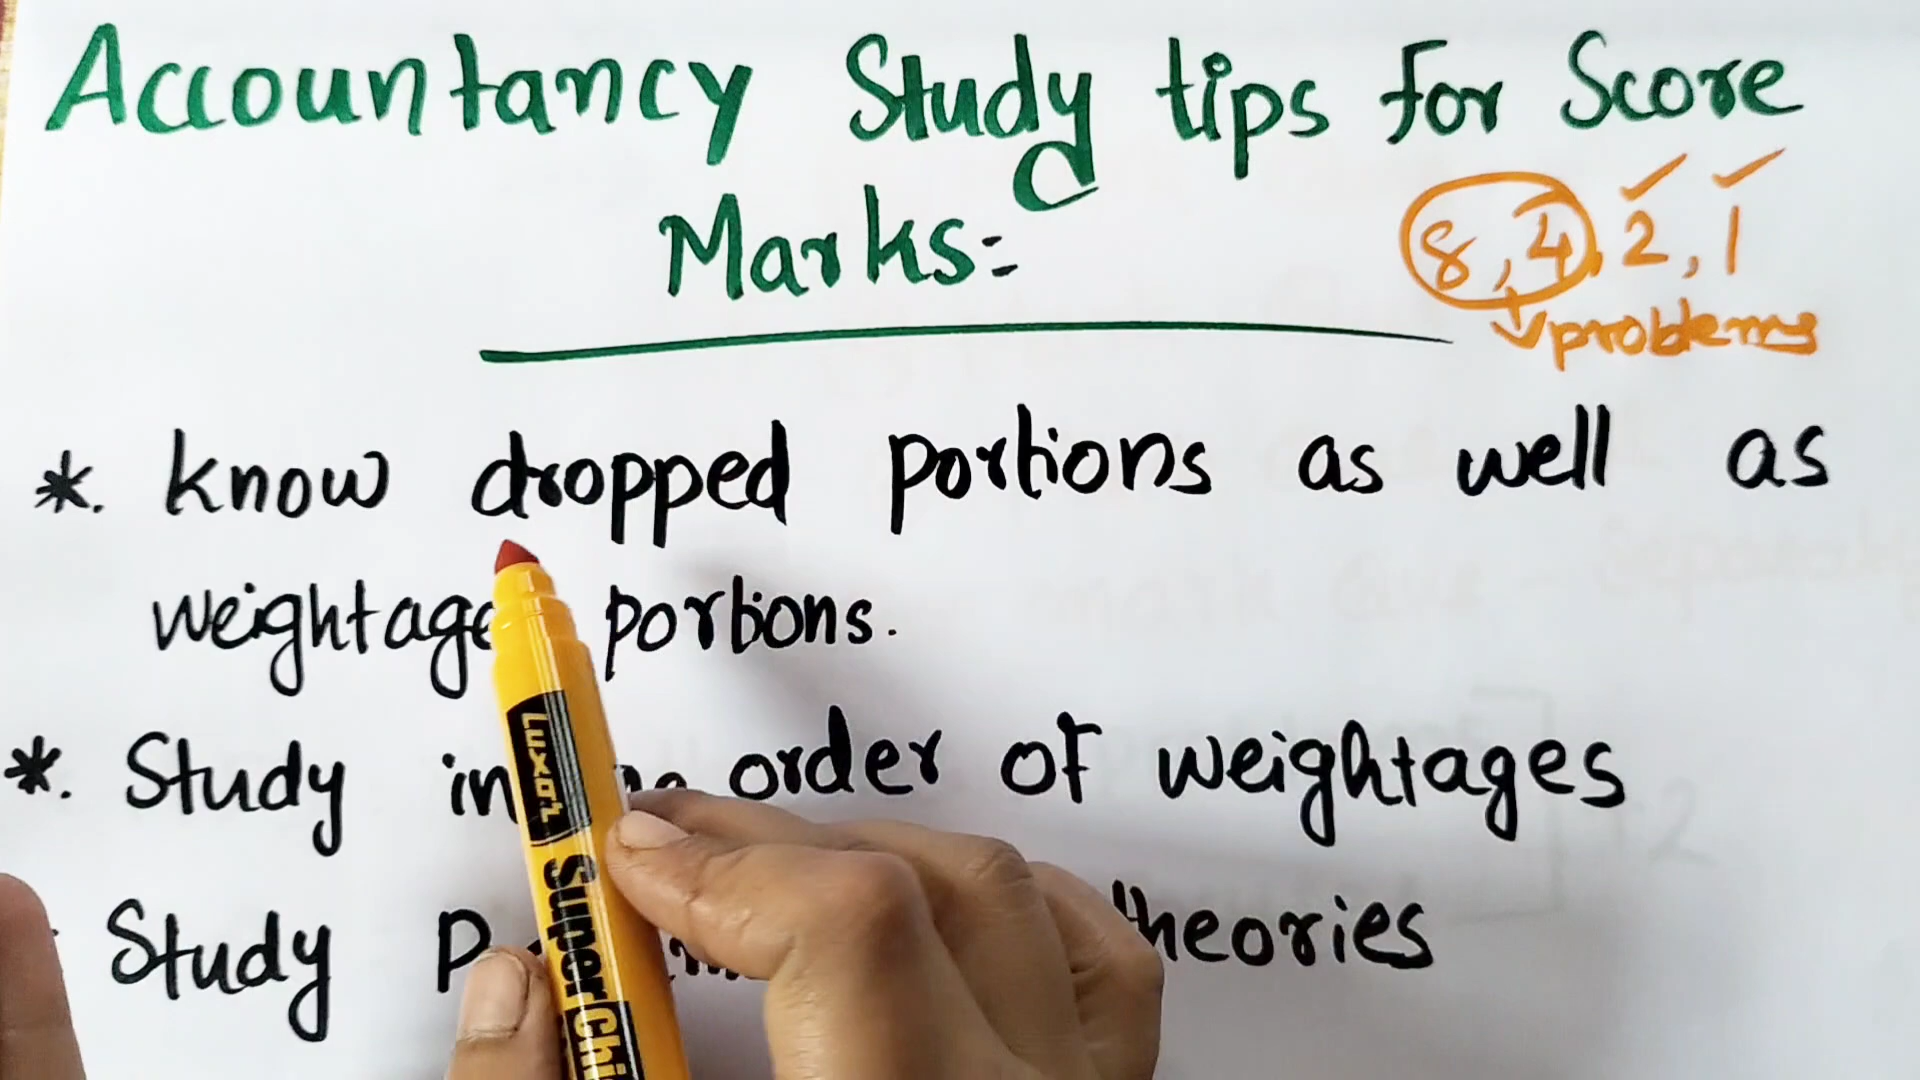 Accountancy Study tips for Score
Marks:-
8, 4, 2, 1
problems
*. know dropped portions as well as
weightage portions.
*. Study in order of weightages
Study theories
Luxor
Super